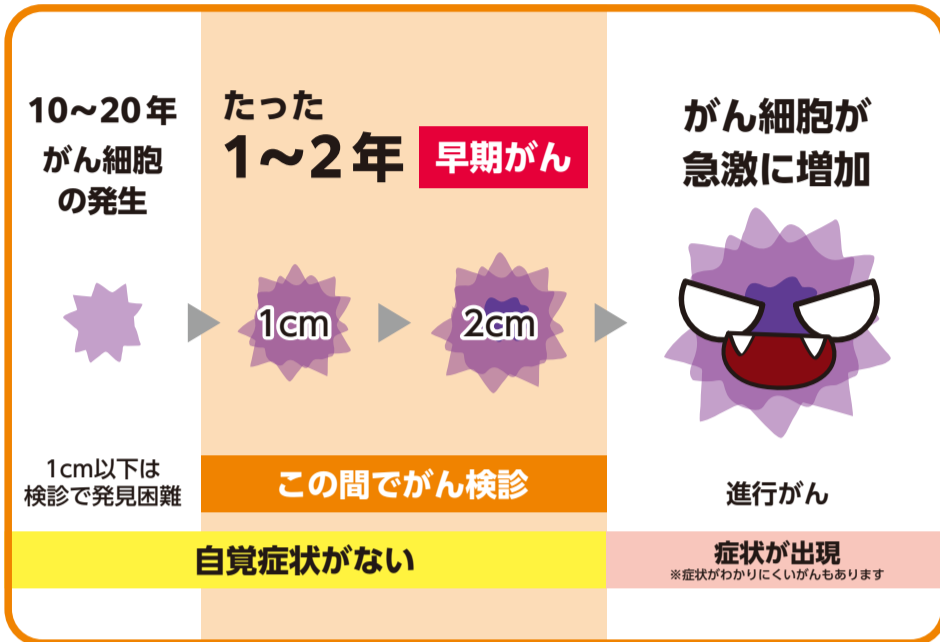 10〜20年
がん細胞
の発生
たった
1〜2年
早期がん
がん細胞が
急激に増加
1cm
2cm
1cm以下は
検診で発見困難
この間でがん検診
進行がん
自覚症状がない
症状が出現
※症状がわかりにくいがんもあります